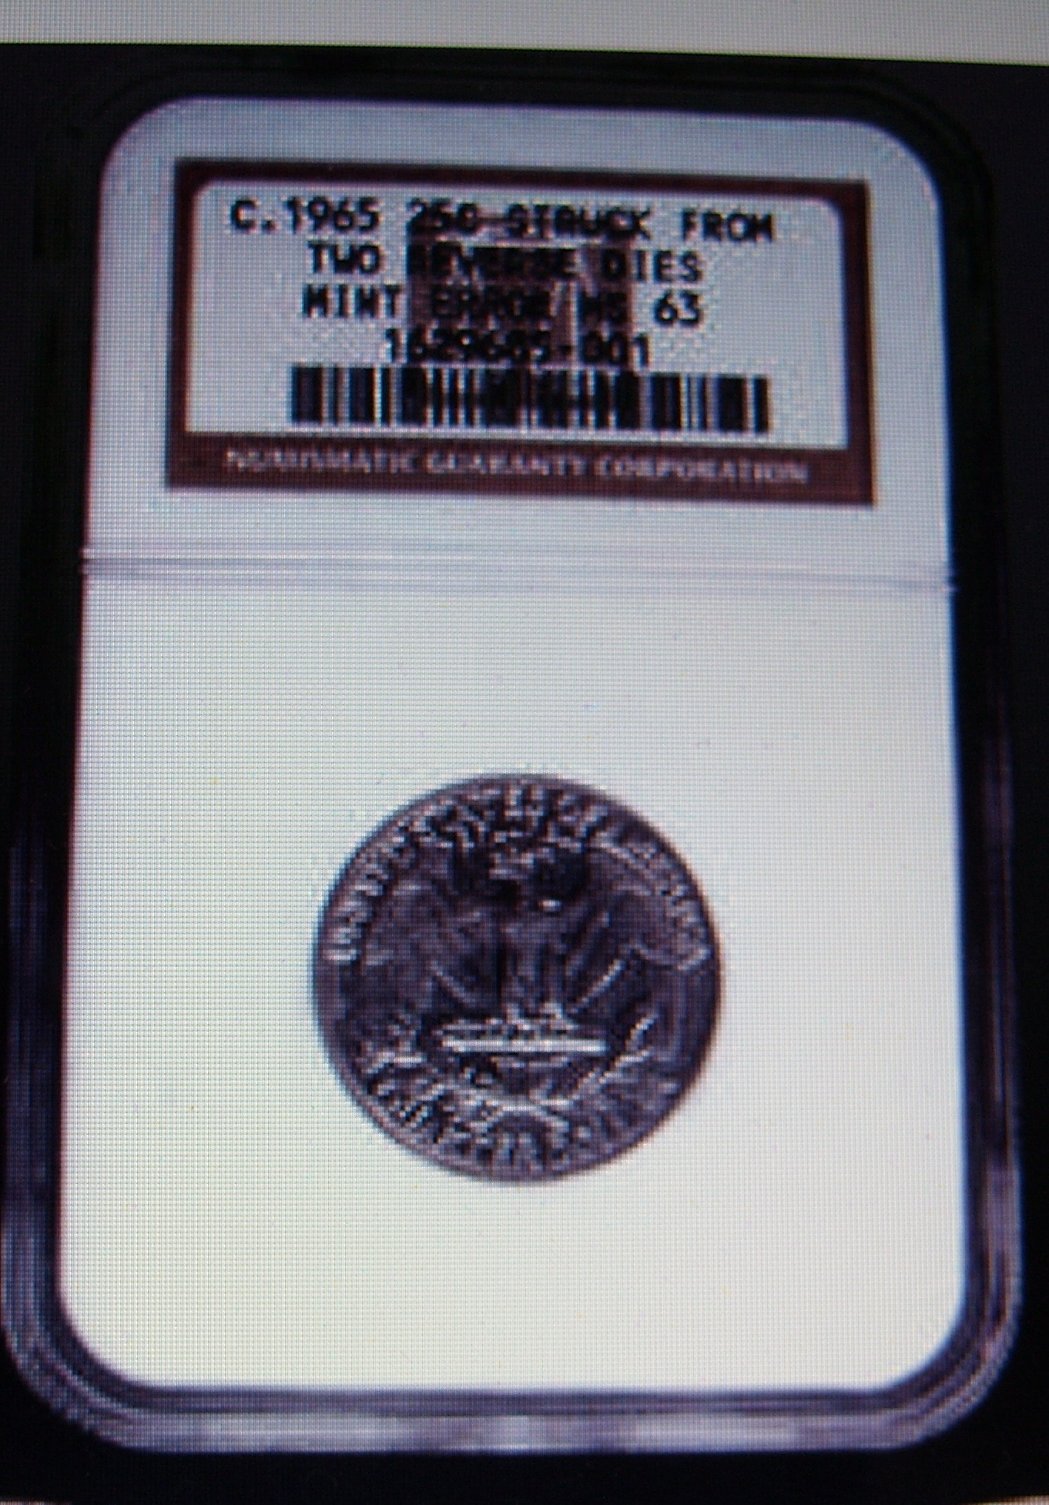 C.1965 25C STRUCK FROM
TWO REVERSE DIES
MINT ERROR MS 63
1629685-001
NUMISMATIC GUARANTY CORPORATION